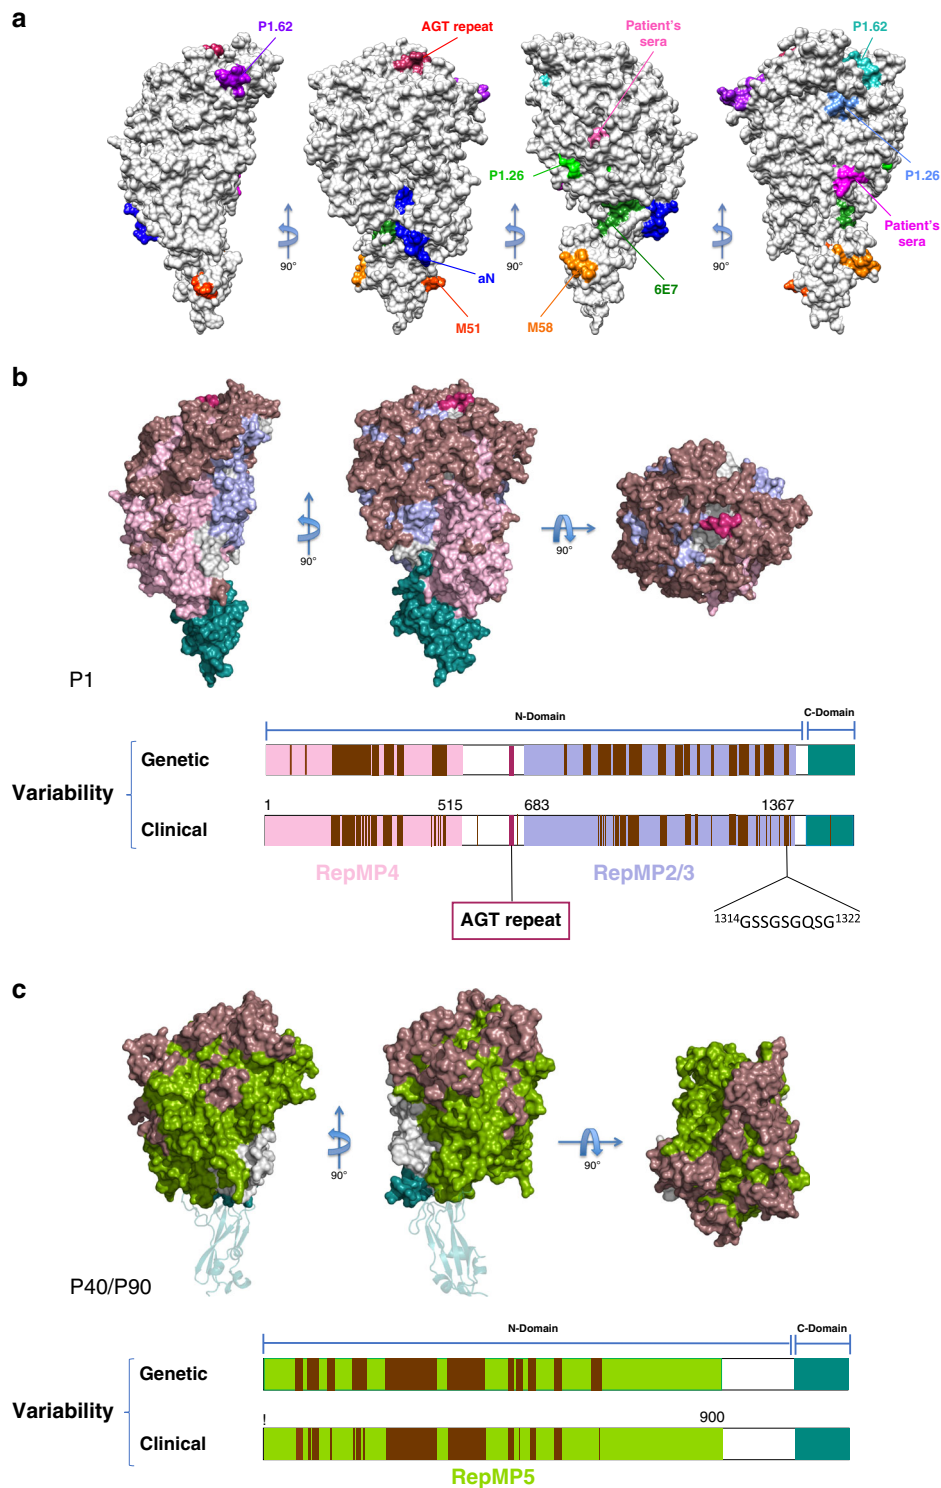 a
P1.62
AGT repeat
Patient's
sera
P1.62
P1.26
P1.26
Patient's
sera
90°
90°
90°
aN
6E7
M51
M58
b
90°
90°
P1
N-Domain
C-Domain
Genetic
Variability
1
515
683
1367
Clinical
RepMP4
RepMP2/3
AGT repeat
1314GSSGSGQSG1322
c
90°
90°
P40/P90
N-Domain
C-Domain
Genetic
Variability
!
900
Clinical
RepMP5